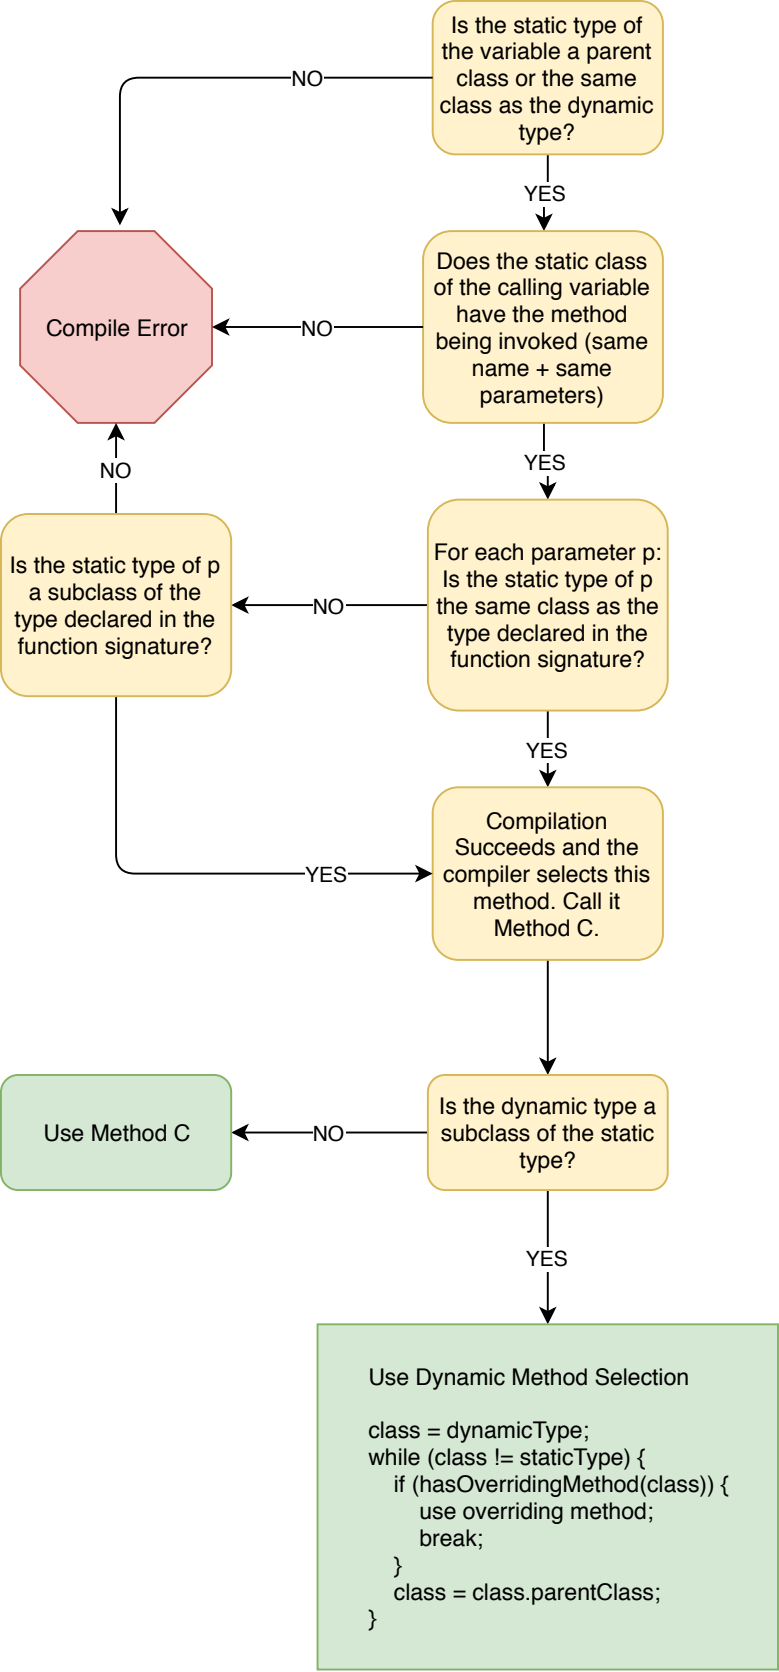 Is the static type of
the variable a parent
class or the same
class as the dynamic
type?
NO
YES
Does the static class
of the calling variable
have the method
being invoked (same
name + same
parameters)
Compile Error
NO
YES
NO
For each parameter p:
Is the static type of p
the same class as the
type declared in the
function signature?
NO
Is the static type of p
a subclass of the
type declared in the
function signature?
YES
Compilation
Succeeds and the
compiler selects this
method. Call it
Method C.
YES
Is the dynamic type a
subclass of the static
type?
NO
Use Method C
YES
Use Dynamic Method Selection
class = dynamicType;
while (class != staticType) {
if (hasOverridingMethod(class)) {
use overriding method;
break;
}
class = class.parentClass;
}